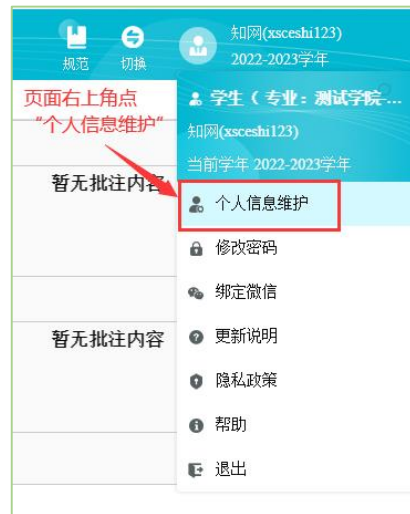 知网(xsceshi123)
规范 切换 2022-2023学年
页面右上角点
“个人信息维护”
学生（专业：测试学院...
知网(xsceshi123)
当前学年 2022-2023学年
暂无批注内容
个人信息维护
修改密码
绑定微信
暂无批注内容
更新说明
隐私政策
帮助
退出